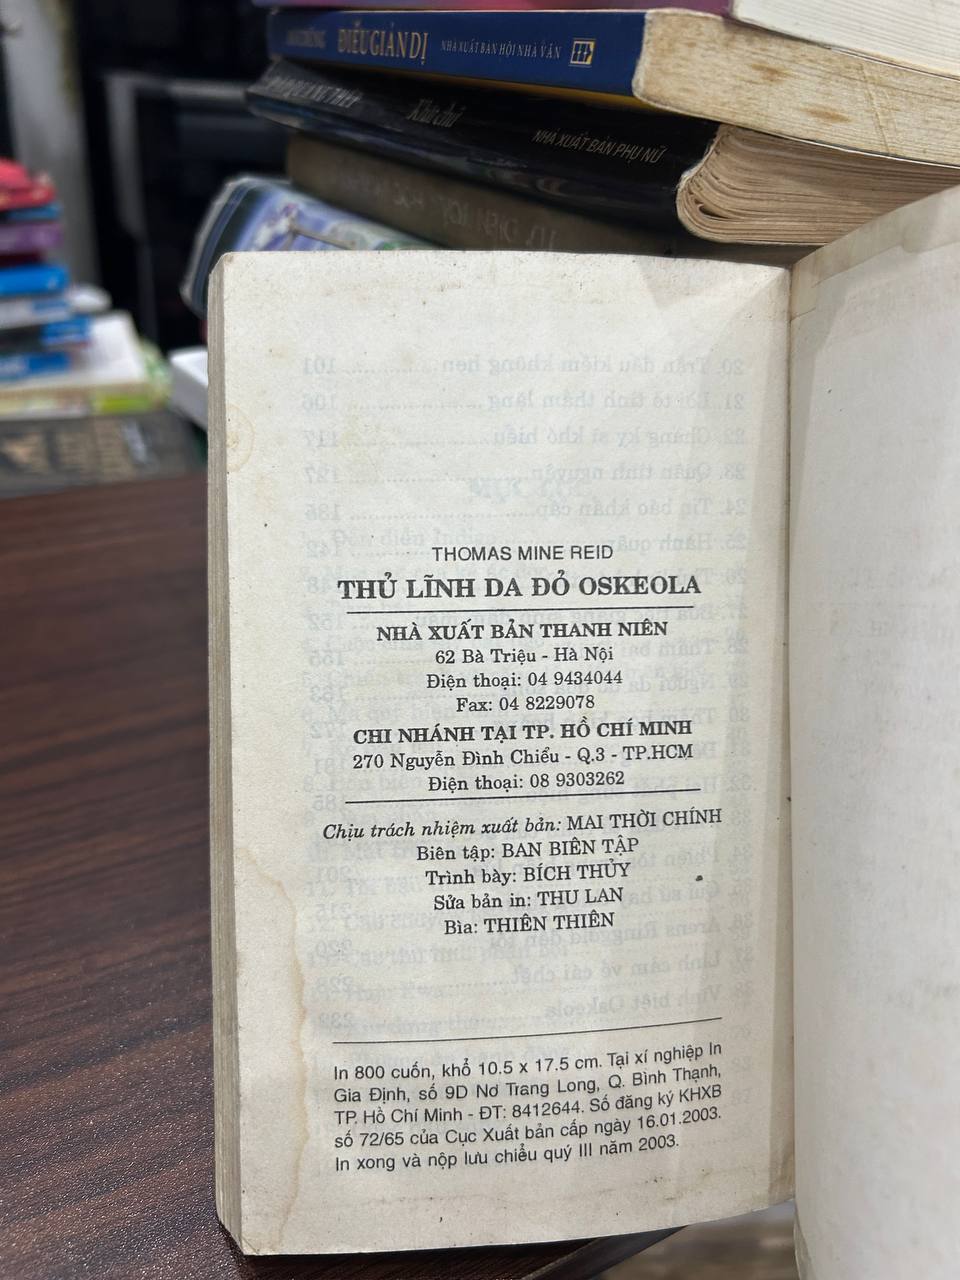 ĐIỀU GIẢN DỊ NHÀ XUẤT BẢN HỘI NHÀ VĂN
NHÀ XUẤT BẢN PHỤ NỮ
THOMAS MINE REID
THỦ LĨNH DA ĐỎ OSKEOLA
NHÀ XUẤT BẢN THANH NIÊN
62 Bà Triệu - Hà Nội
Điện thoại: 04 9434044
Fax: 04 8229078
CHI NHÁNH TẠI TP. HỒ CHÍ MINH
270 Nguyễn Đình Chiểu - Q.3 - TP.HCM
Điện thoại: 08 9303262
Chịu trách nhiệm xuất bản: MAI THỜI CHÍNH
Biên tập: BAN BIÊN TẬP
Trình bày: BÍCH THỦY
Sửa bản in: THU LAN
Bìa: THIÊN THIÊN
In 800 cuốn, khổ 10.5 x 17.5 cm. Tại xí nghiệp In
Gia Định, số 9D Nơ Trang Long, Q. Bình Thạnh,
TP. Hồ Chí Minh - ĐT: 8412644. Số đăng ký KHXB
số 72/65 của Cục Xuất bản cấp ngày 16.01.2003.
In xong và nộp lưu chiểu quý III năm 2003.